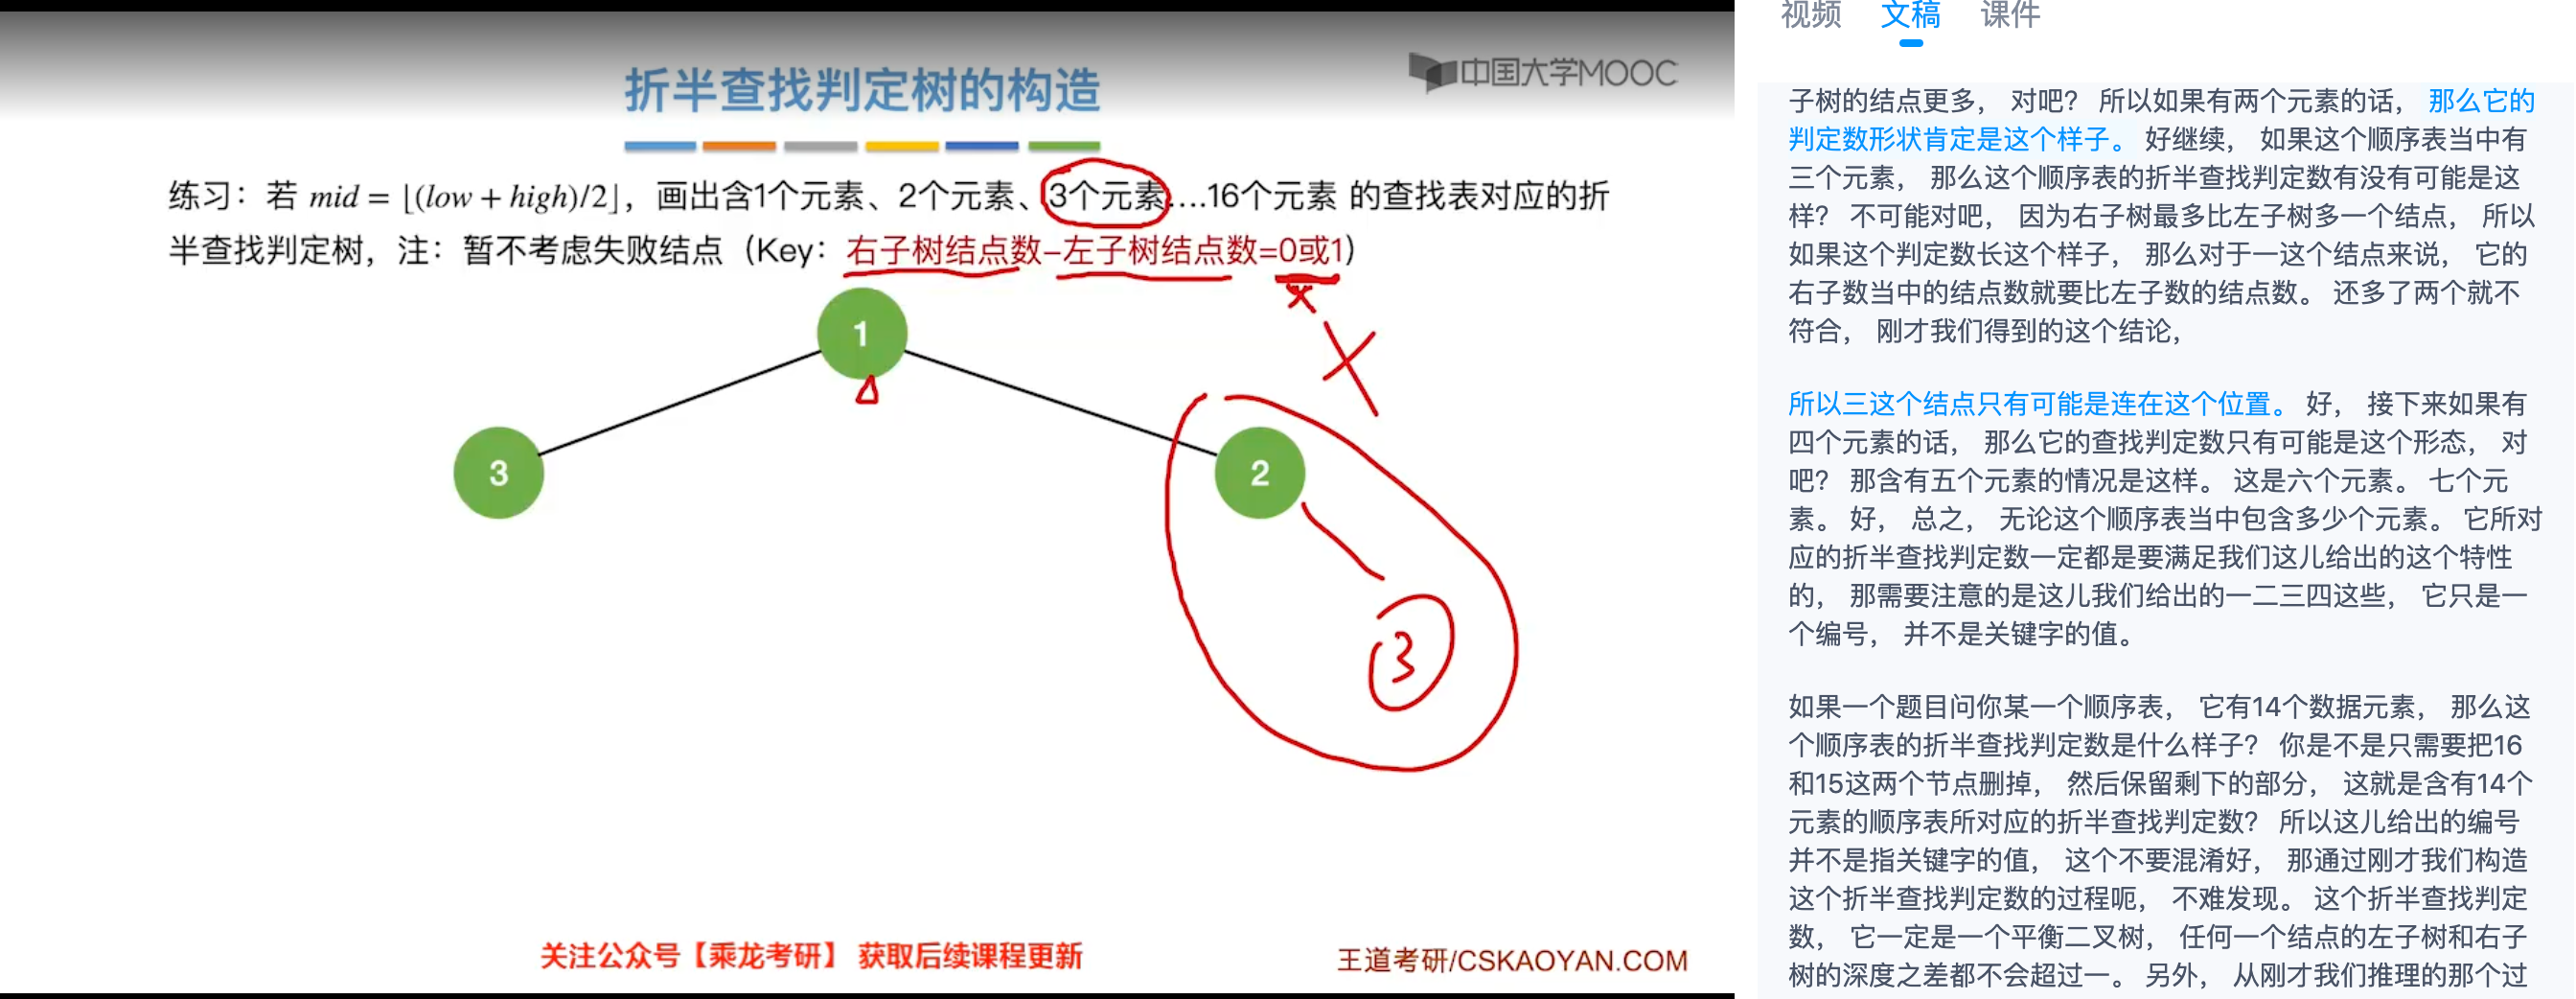 折半查找判定树的构造
中国大学MOOC
练习：若 mid = ⌊(low + high)/2⌋，画出含1个元素、2个元素、3个元素....16个元素 的查找表对应的折
半查找判定树，注：暂不考虑失败结点（Key：右子树结点数–左子树结点数=0或1）
1
3
2
3
关注公众号【乘龙考研】 获取后续课程更新
王道考研/CSKAOYAN.COM
视频 文稿 课件
子树的结点更多， 对吧？ 所以如果有两个元素的话， 那么它的
判定数形状肯定是这个样子。 好继续， 如果这个顺序表当中有
三个元素， 那么这个顺序表的折半查找判定数有没有可能是这
样？ 不可能对吧， 因为右子树最多比左子树多一个结点， 所以
如果这个判定数长这个样子， 那么对于一这个结点来说， 它的
右子数当中的结点数就要比左子数的结点数。 还多了两个就不
符合， 刚才我们得到的这个结论，
所以三这个结点只有可能是连在这个位置。 好， 接下来如果有
四个元素的话， 那么它的查找判定数只有可能是这个形态， 对
吧？ 那含有五个元素的情况是这样。 这是六个元素。 七个元
素。 好， 总之， 无论这个顺序表当中包含多少个元素。 它所对
应的折半查找判定数一定都是要满足我们这儿给出的这个特性
的， 那需要注意的是这儿我们给出的一二三四这些， 它只是一
个编号， 并不是关键字的值。
如果一个题目问你某一个顺序表， 它有14个数据元素， 那么这
个顺序表的折半查找判定数是什么样子？ 你是不是只需要把16
和15这两个节点删掉， 然后保留剩下的部分， 这就是含有14个
元素的顺序表所对应的折半查找判定数？ 所以这儿给出的编号
并不是指关键字的值， 这个不要混淆好， 那通过刚才我们构造
这个折半查找判定数的过程呃， 不难发现。 这个折半查找判定
数， 它一定是一个平衡二叉树， 任何一个结点的左子树和右子
树的深度之差都不会超过一。 另外， 从刚才我们推理的那个过